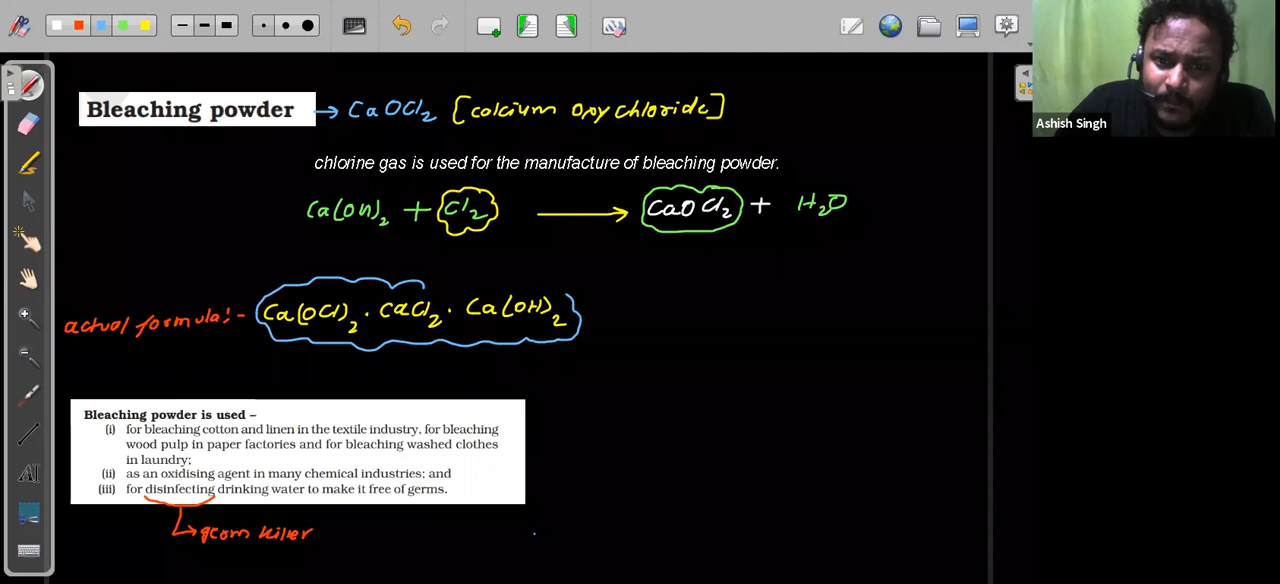 Ashish Singh
Bleaching powder → CaOCl₂ [calcium oxychloride]
chlorine gas is used for the manufacture of bleaching powder.
Ca(OH)₂ + Cl₂ → CaOCl₂ + H₂O
actual formula:- Ca(OCl)₂ · CaCl₂ · Ca(OH)₂
Bleaching powder is used –
(i) for bleaching cotton and linen in the textile industry, for bleaching
wood pulp in paper factories and for bleaching washed clothes
in laundry;
(ii) as an oxidising agent in many chemical industries; and
(iii) for disinfecting drinking water to make it free of germs.
→ germ killer
AI